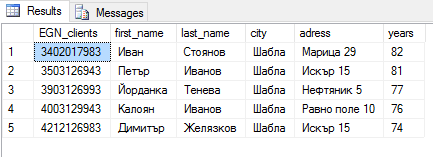 Results Messages
EGN_clients first_name last_name city adress years
1 3402017983 Иван Стоянов Шабла Марица 29 82
2 3503126943 Петър Иванов Шабла Искър 15 81
3 3903126993 Йорданка Тенева Шабла Нефтяник 5 77
4 4003129943 Калоян Иванов Шабла Равно поле 10 76
5 4212126983 Димитър Желязков Шабла Искър 15 74